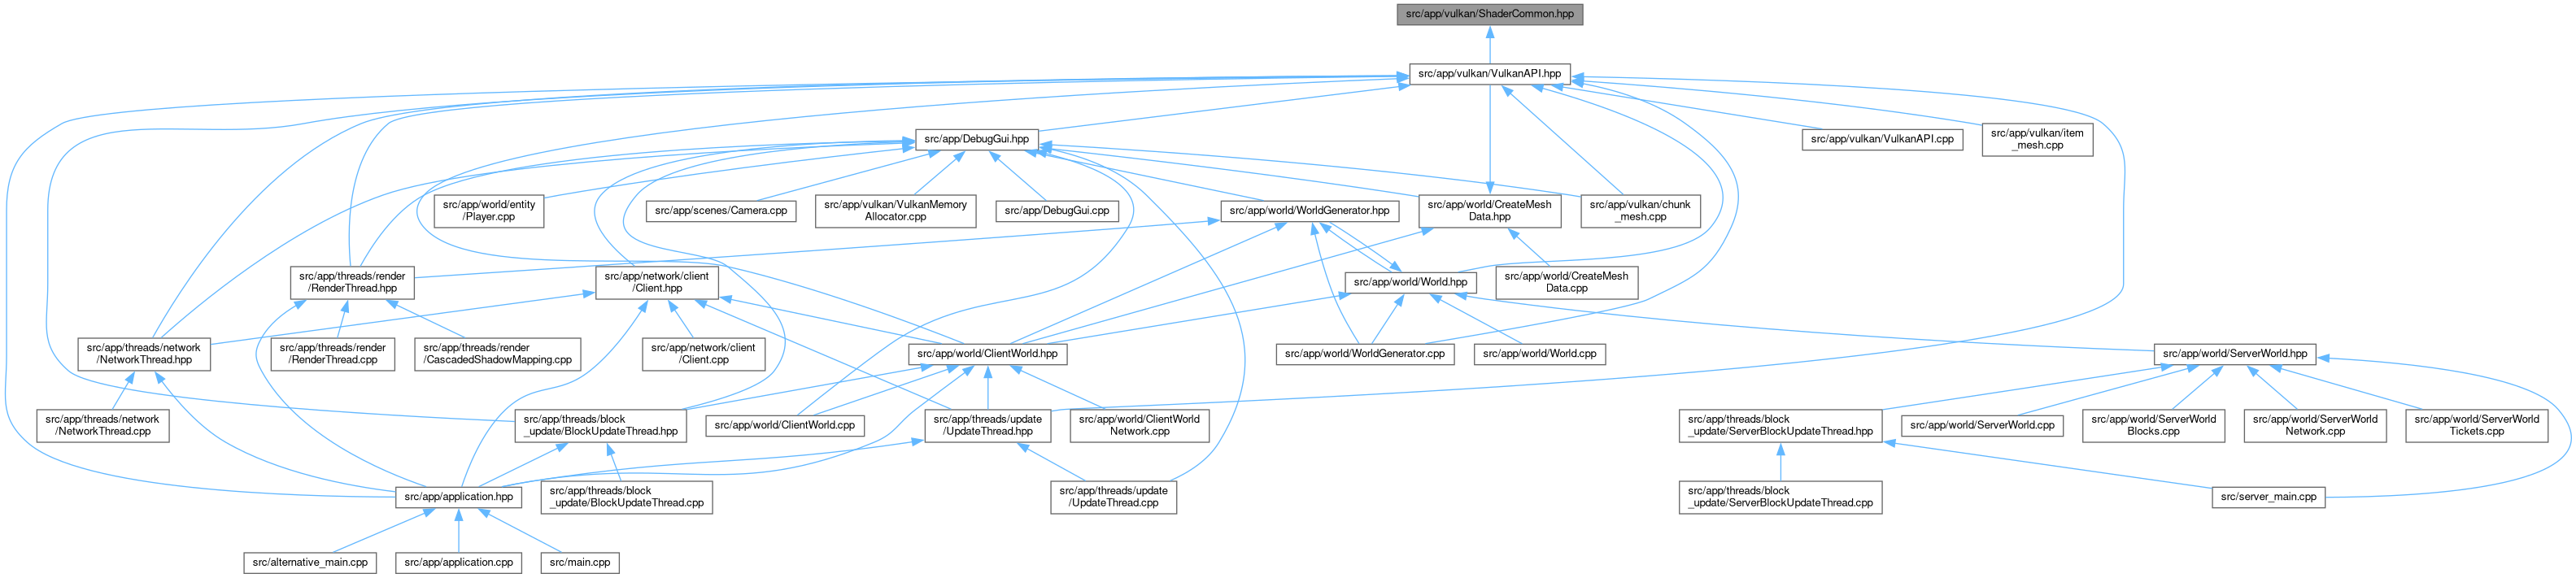 src/app/vulkan/ShaderCommon.hpp
src/app/vulkan/VulkanAPI.hpp
src/app/DebugGui.hpp
src/app/vulkan/VulkanAPI.cpp
src/app/vulkan/item
_mesh.cpp
src/app/world/entity
/Player.cpp
src/app/scenes/Camera.cpp
src/app/vulkan/VulkanMemory
Allocator.cpp
src/app/DebugGui.cpp
src/app/world/WorldGenerator.hpp
src/app/world/CreateMesh
Data.hpp
src/app/vulkan/chunk
_mesh.cpp
src/app/threads/render
/RenderThread.hpp
src/app/network/client
/Client.hpp
src/app/world/World.hpp
src/app/world/CreateMesh
Data.cpp
src/app/threads/network
/NetworkThread.hpp
src/app/threads/render
/RenderThread.cpp
src/app/threads/render
/CascadedShadowMapping.cpp
src/app/network/client
/Client.cpp
src/app/world/ClientWorld.hpp
src/app/world/WorldGenerator.cpp
src/app/world/World.cpp
src/app/world/ServerWorld.hpp
src/app/threads/network
/NetworkThread.cpp
src/app/threads/block
_update/BlockUpdateThread.hpp
src/app/world/ClientWorld.cpp
src/app/threads/update
/UpdateThread.hpp
src/app/world/ClientWorld
Network.cpp
src/app/threads/block
_update/ServerBlockUpdateThread.hpp
src/app/world/ServerWorld.cpp
src/app/world/ServerWorld
Blocks.cpp
src/app/world/ServerWorld
Network.cpp
src/app/world/ServerWorld
Tickets.cpp
src/app/application.hpp
src/app/threads/block
_update/BlockUpdateThread.cpp
src/app/threads/update
/UpdateThread.cpp
src/app/threads/block
_update/ServerBlockUpdateThread.cpp
src/server_main.cpp
src/alternative_main.cpp
src/app/application.cpp
src/main.cpp